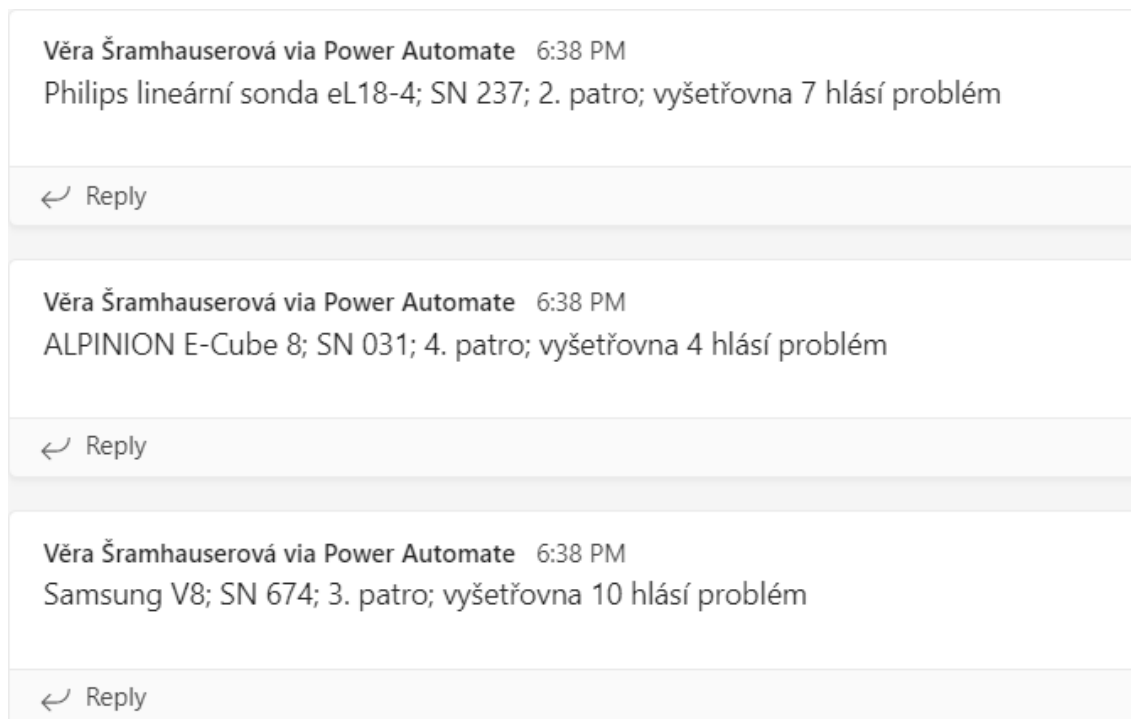 Věra Šramhauserová via Power Automate 6:38 PM
Philips lineární sonda eL18-4; SN 237; 2. patro; vyšetřovna 7 hlásí problém
Reply
Věra Šramhauserová via Power Automate 6:38 PM
ALPINION E-Cube 8; SN 031; 4. patro; vyšetřovna 4 hlásí problém
Reply
Věra Šramhauserová via Power Automate 6:38 PM
Samsung V8; SN 674; 3. patro; vyšetřovna 10 hlásí problém
Reply